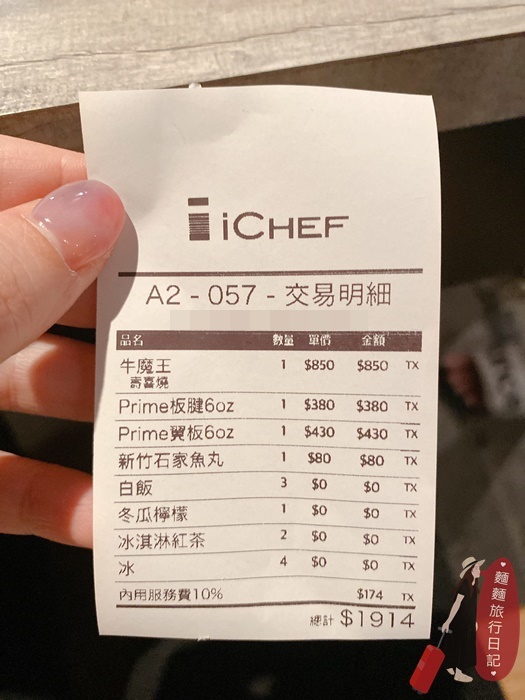 iCHEF
A2 - 057 - 交易明細
品名 數量 單價 金額
牛魔王 1 $850 $850 TX
壽喜燒
Prime板腱6oz 1 $380 $380 TX
Prime翼板6oz 1 $430 $430 TX
新竹石家魚丸 1 $80 $80 TX
白飯 3 $0 $0 TX
冬瓜檸檬 1 $0 $0 TX
冰淇淋紅茶 2 $0 $0 TX
冰 4 $0 $0 TX
內用服務費10% $174 TX
總計 $1914
麵麵旅行日記